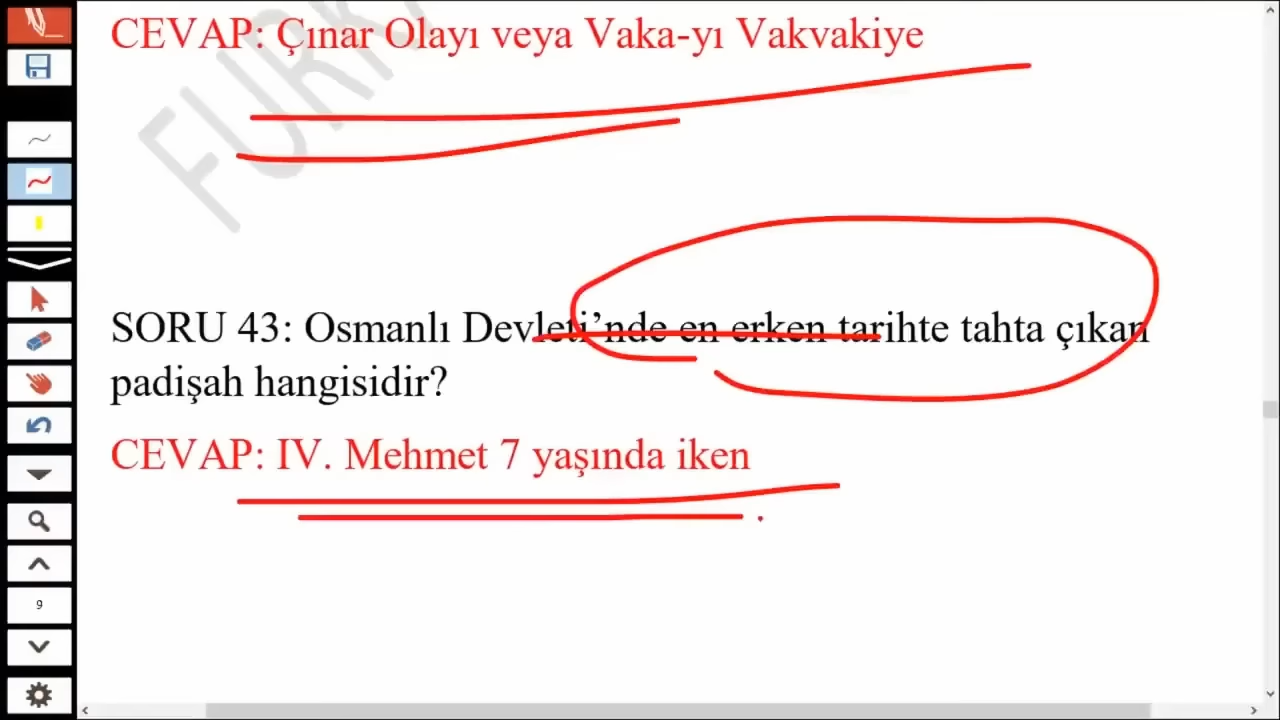 CEVAP: Çınar Olayı veya Vaka-yı Vakvakiye
SORU 43: Osmanlı Devleti’nde en erken tarihte tahta çıkan
padişah hangisidir?
CEVAP: IV. Mehmet 7 yaşında iken
9